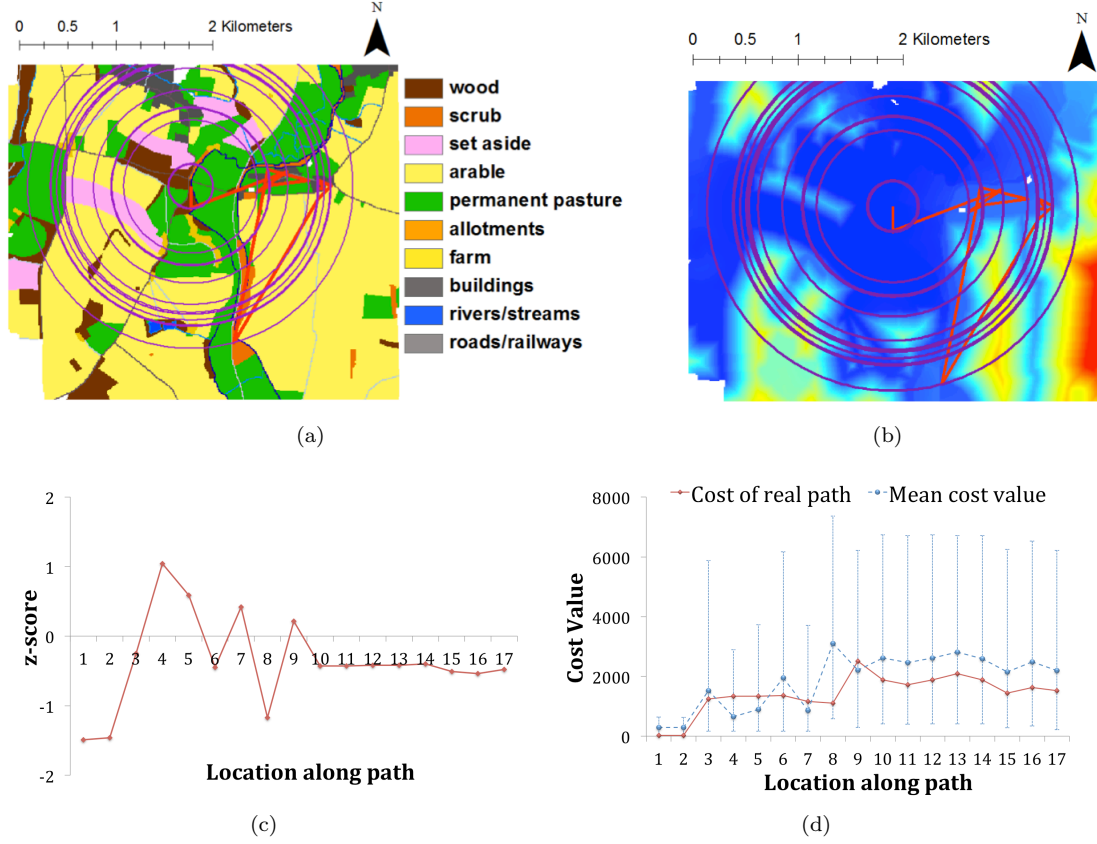 N
0 0.5 1 2 Kilometers
wood
scrub
set aside
arable
permanent pasture
allotments
farm
buildings
rivers/streams
roads/railways
(a)
N
0 0.5 1 2 Kilometers
(b)
2
1
0
-1
-2
z-score
1 2 3 4 5 6 7 8 9 10 11 12 13 14 15 16 17
Location along path
(c)
Cost of real path Mean cost value
8000
6000
4000
2000
0
Cost Value
1 2 3 4 5 6 7 8 9 10 11 12 13 14 15 16 17
Location along path
(d)